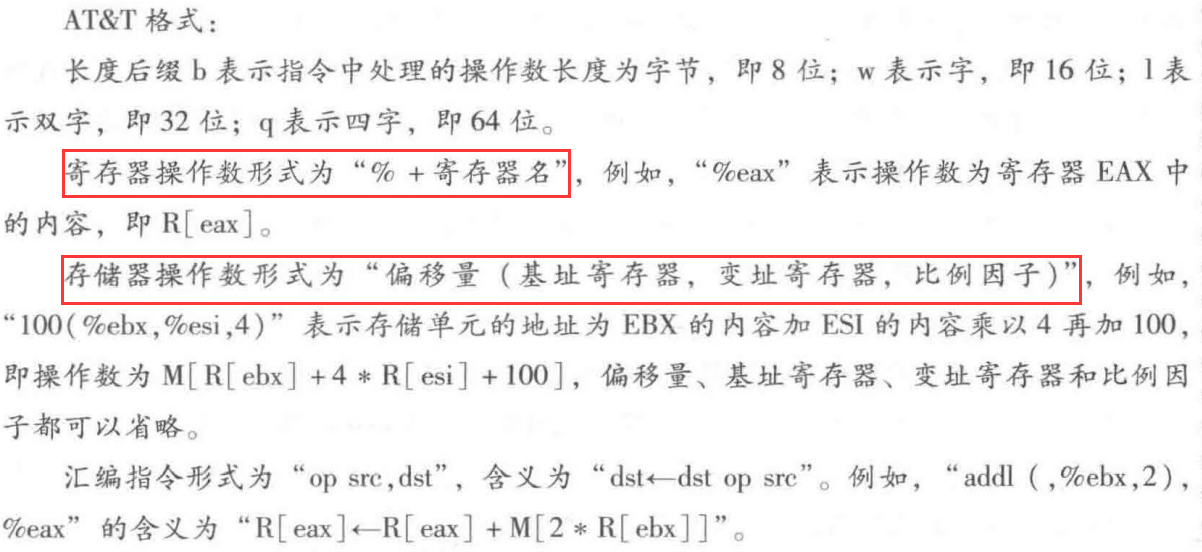 AT&T 格式：
长度后缀 b 表示指令中处理的操作数长度为字节，即 8 位；w 表示字，即 16 位；l 表
示双字，即 32 位；q 表示四字，即 64 位。
寄存器操作数形式为“% + 寄存器名”，例如，“%eax”表示操作数为寄存器 EAX 中
的内容，即 R[eax]。
存储器操作数形式为“偏移量（基址寄存器，变址寄存器，比例因子）”，例如，
“100(%ebx,%esi,4)”表示存储单元的地址为 EBX 的内容加 ESI 的内容乘以 4 再加 100，
即操作数为 M[R[ebx]+4 * R[esi]+100]，偏移量、基址寄存器、变址寄存器和比例因
子都可以省略。
汇编指令形式为“op src,dst”，含义为“dst←dst op src”。例如，“addl (,%ebx,2),
%eax”的含义为“R[eax]←R[eax]+M[2 * R[ebx]]”。